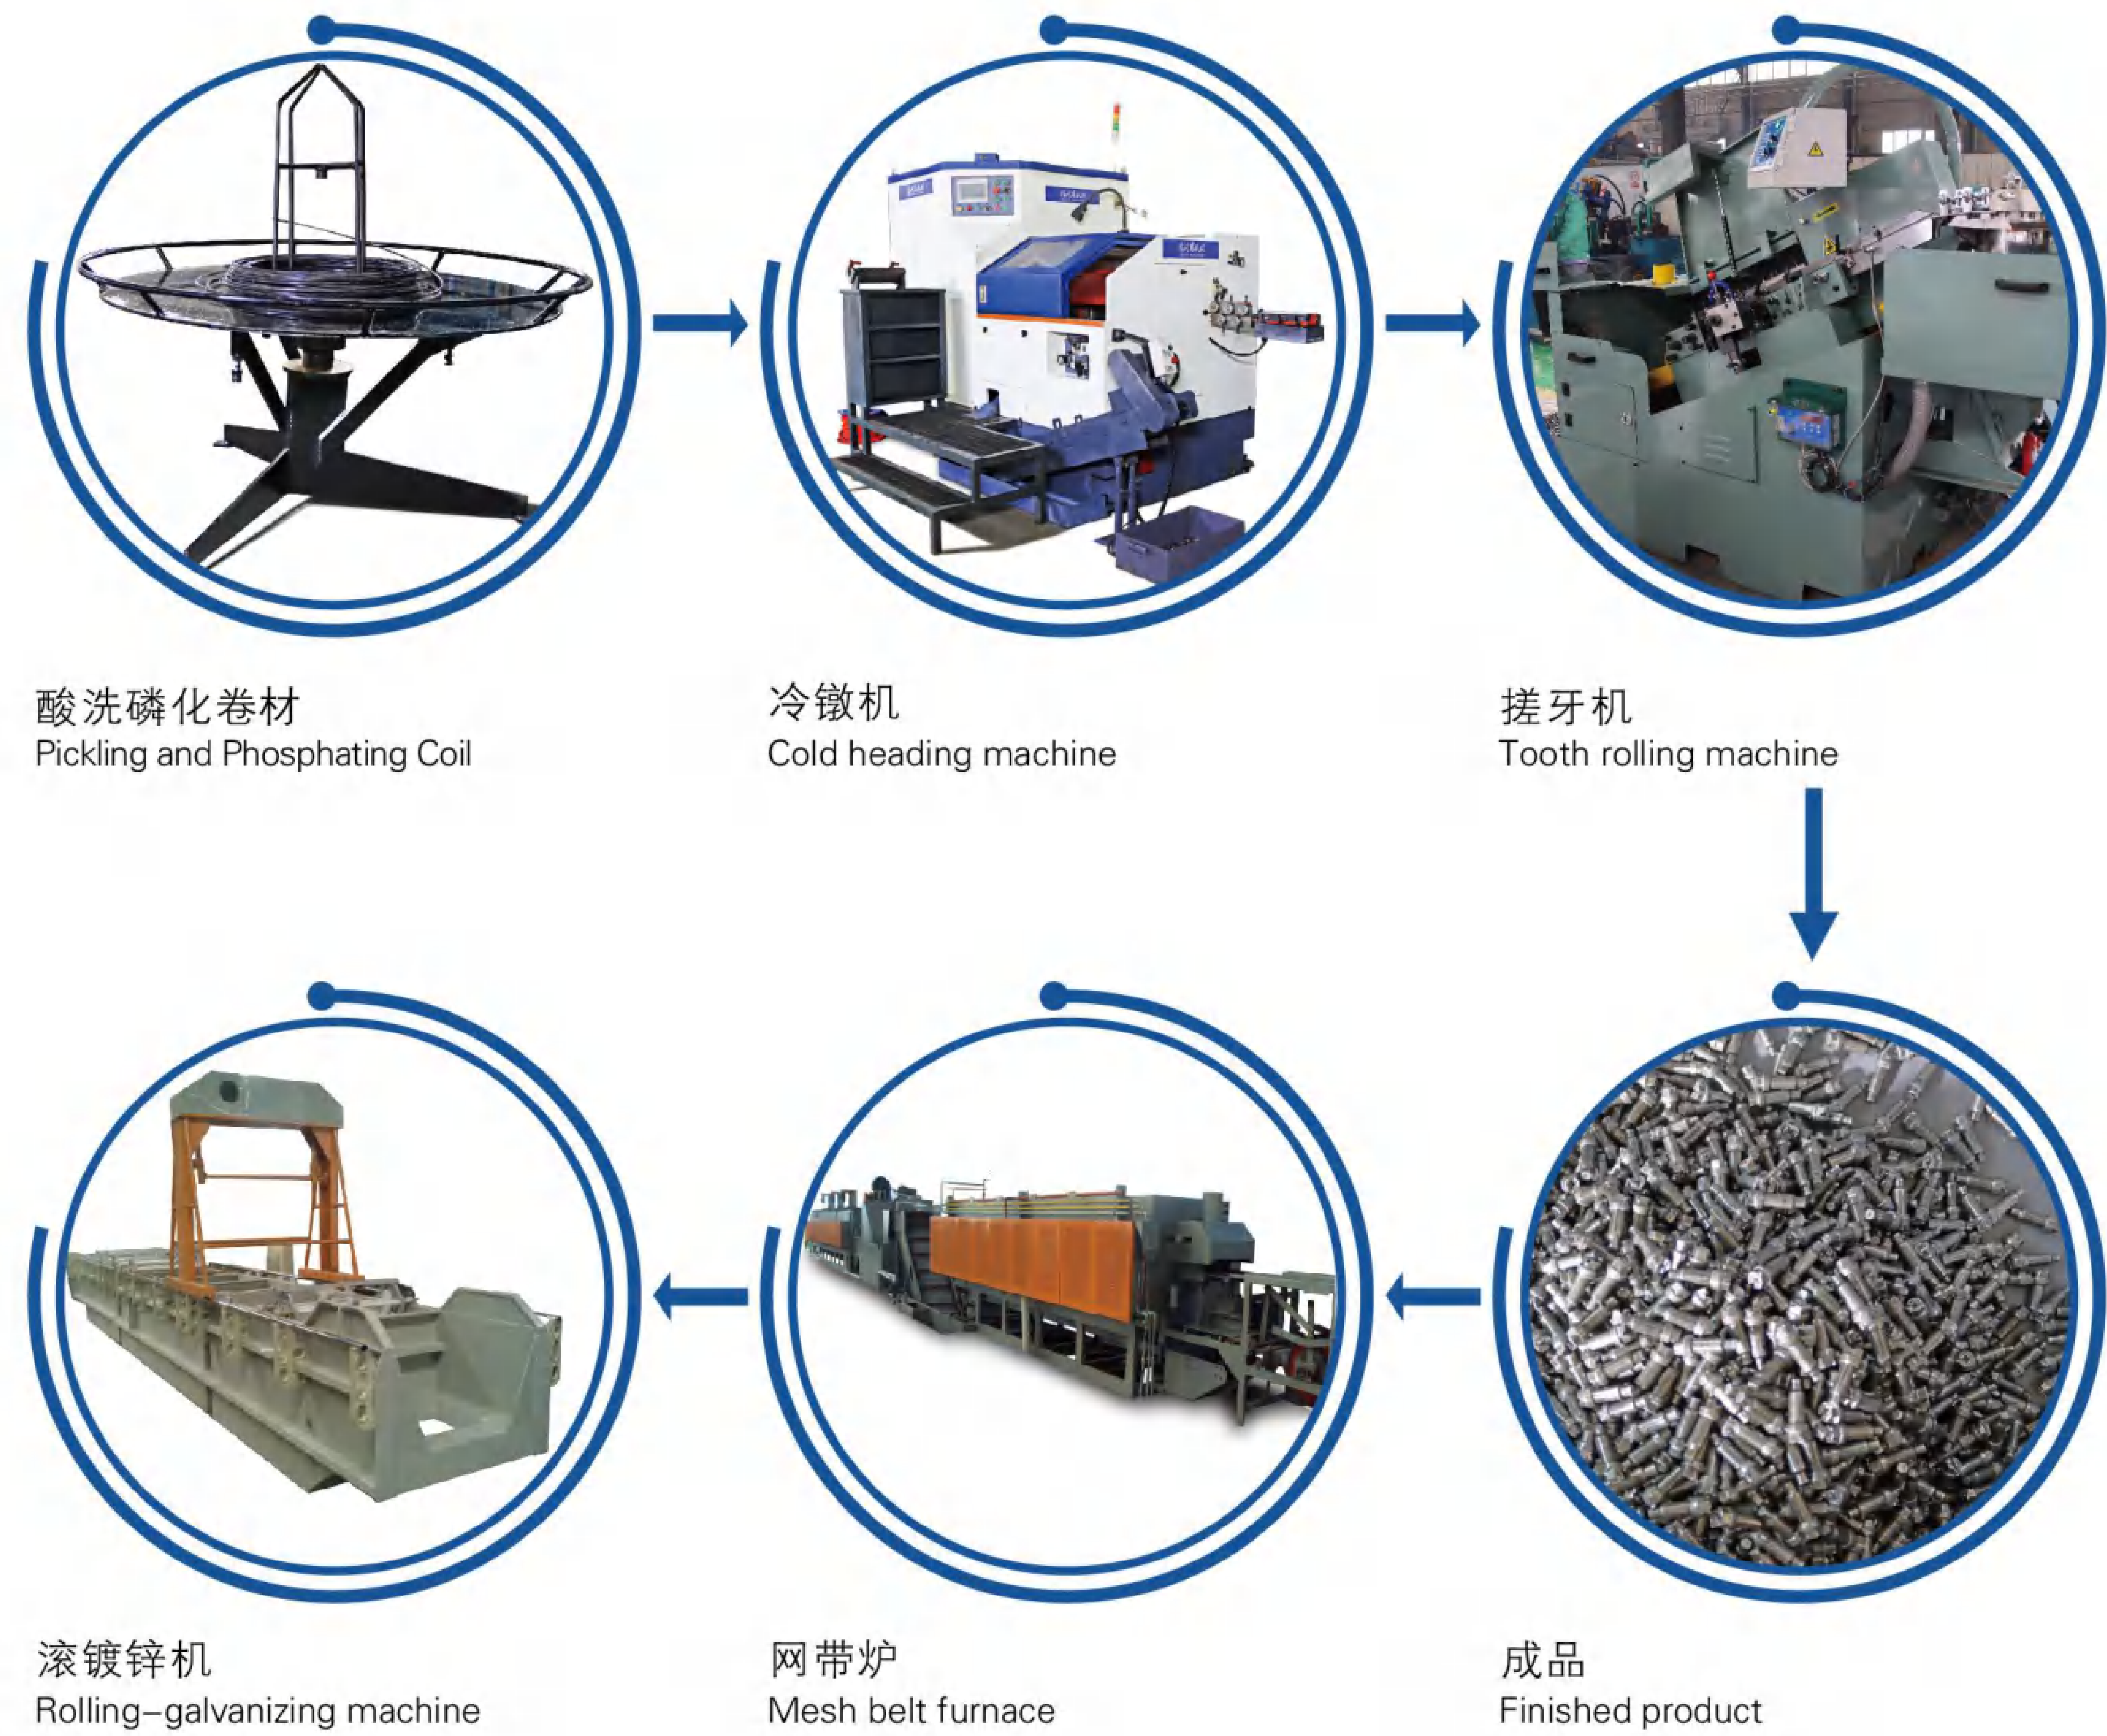 酸洗磷化卷材
Pickling and Phosphating Coil
冷镦机
Cold heading machine
搓牙机
Tooth rolling machine
滚镀锌机
Rolling–galvanizing machine
网带炉
Mesh belt furnace
成品
Finished product